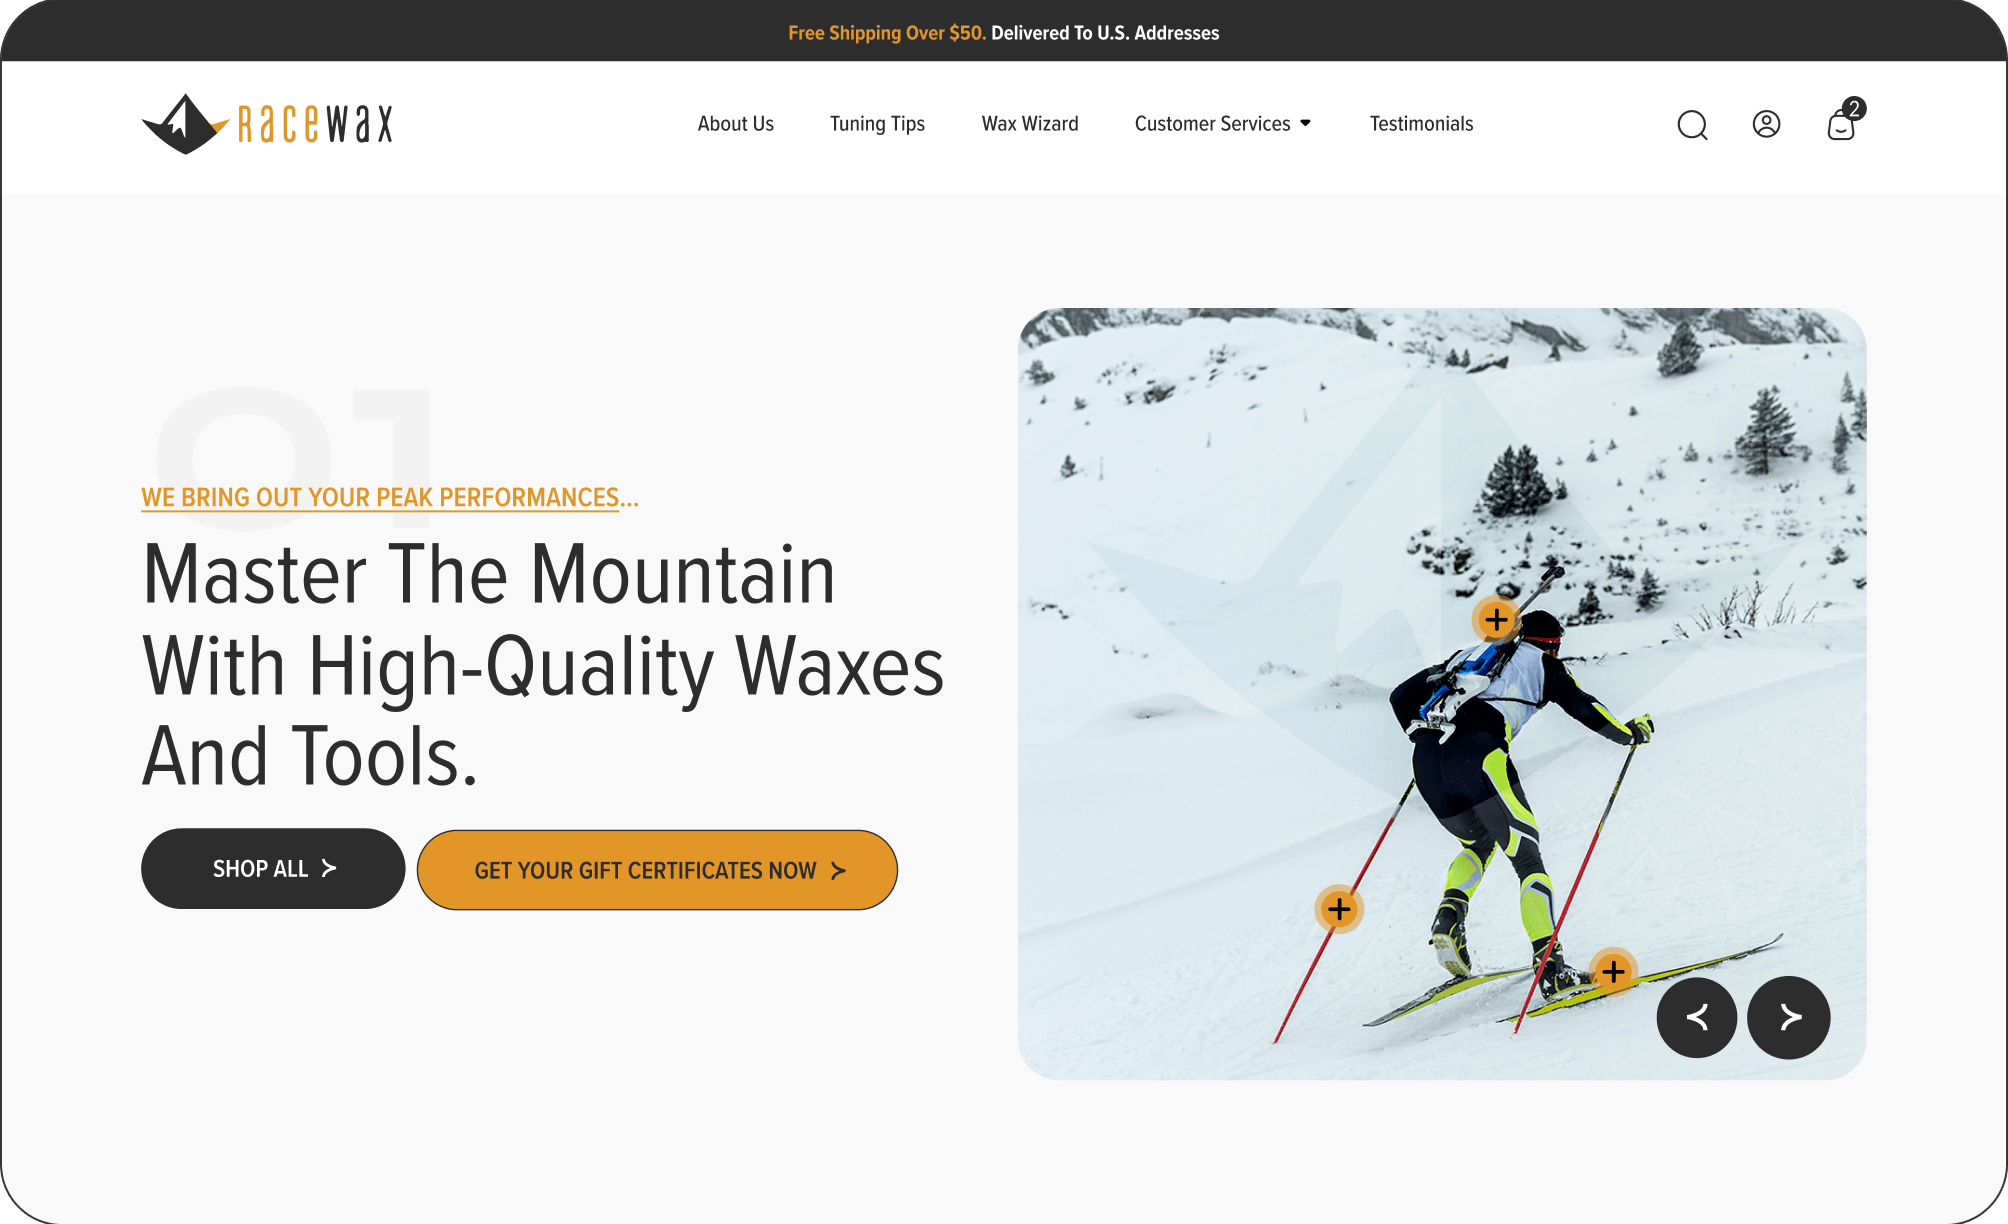 Free Shipping Over $50. Delivered To U.S. Addresses
Racewax
About Us
Tuning Tips
Wax Wizard
Customer Services
Testimonials
2
01
WE BRING OUT YOUR PEAK PERFORMANCES...
Master The Mountain
With High-Quality Waxes
And Tools.
SHOP ALL
GET YOUR GIFT CERTIFICATES NOW